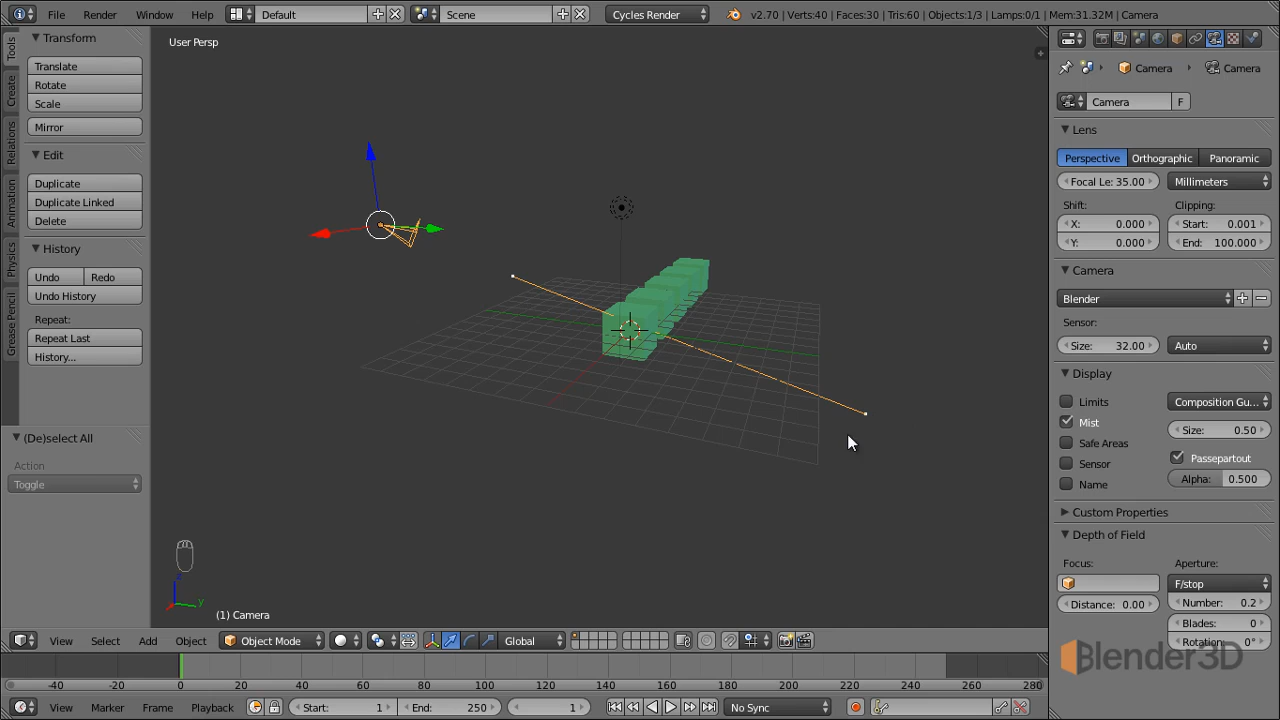 File Render Window Help Default Scene Cycles Render v2.70 | Verts:40 | Faces:30 | Tris:60 | Objects:1/3 | Lamps:0/1 | Mem:31.32M | Camera
Tools
Create
Relations
Animation
Physics
Grease Pencil
Transform
Translate
Rotate
Scale
Mirror
Edit
Duplicate
Duplicate Linked
Delete
History
Undo Redo
Undo History
Repeat:
Repeat Last
History...
(De)select All
Action
Toggle
User Persp
z
y
(1) Camera
View Select Add Object Object Mode Global
-40 -20 0 20 40 60 80 100 120 140 160 180 200 220 240 260 280
View Marker Frame Playback Start: 1 End: 250 1 No Sync
Camera Camera
Camera F
Lens
Perspective Orthographic Panoramic
Focal Le: 35.00 Millimeters
Shift: Clipping:
X: 0.000 Start: 0.001
Y: 0.000 End: 100.000
Camera
Blender
Sensor:
Size: 32.00 Auto
Display
Limits Composition Gu...
Mist Size: 0.50
Safe Areas
Sensor Passepartout
Name Alpha: 0.500
Custom Properties
Depth of Field
Focus: Aperture:
F/stop
Distance: 0.00 Number: 0.2
Blades: 0
Rotation: 0°
Blender3D